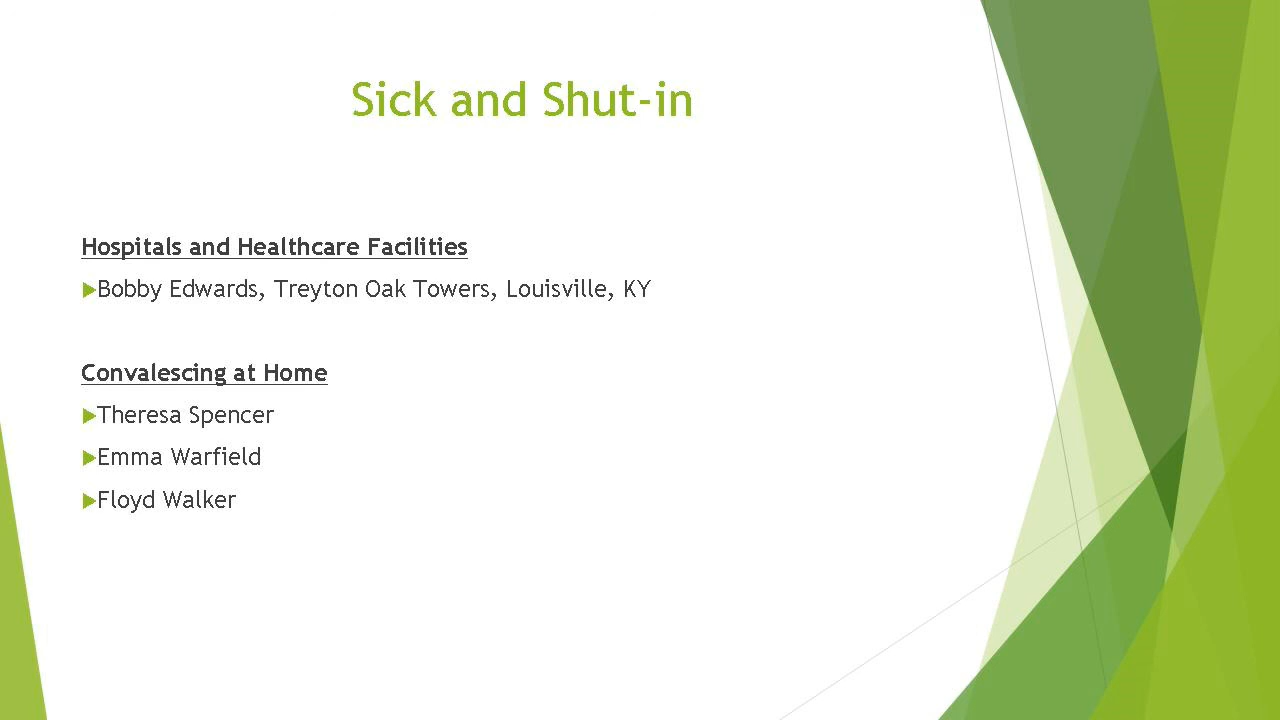 Sick and Shut-in
Hospitals and Healthcare Facilities
Bobby Edwards, Treyton Oak Towers, Louisville, KY
Convalescing at Home
Theresa Spencer
Emma Warfield
Floyd Walker